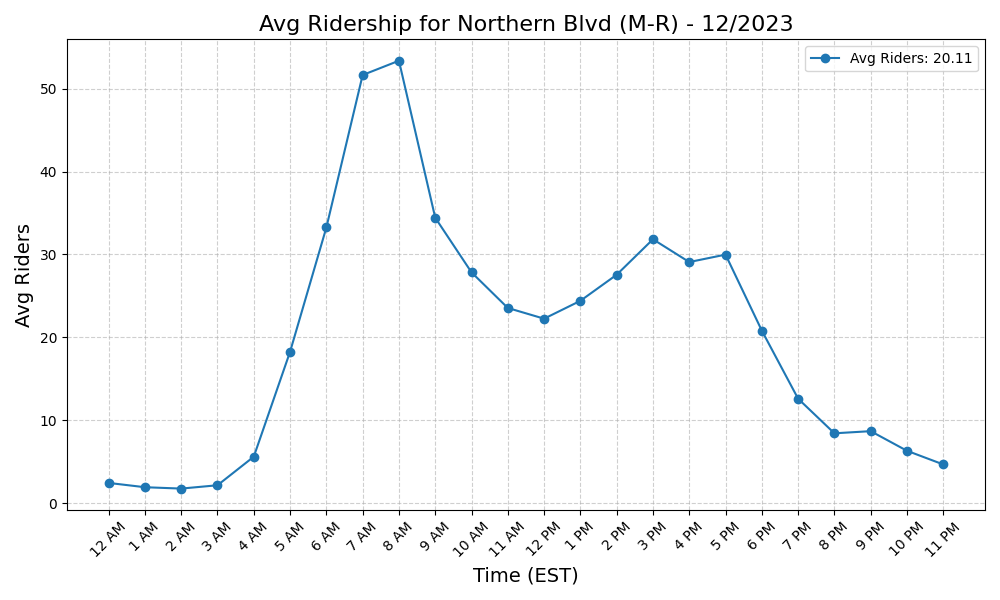 Avg Ridership for Northern Blvd (M-R) - 12/2023
Avg Riders: 20.11
Avg Riders
50
40
30
20
10
0
12 AM
1 AM
2 AM
3 AM
4 AM
5 AM
6 AM
7 AM
8 AM
9 AM
10 AM
11 AM
12 PM
1 PM
2 PM
3 PM
4 PM
5 PM
6 PM
7 PM
8 PM
9 PM
10 PM
11 PM
Time (EST)